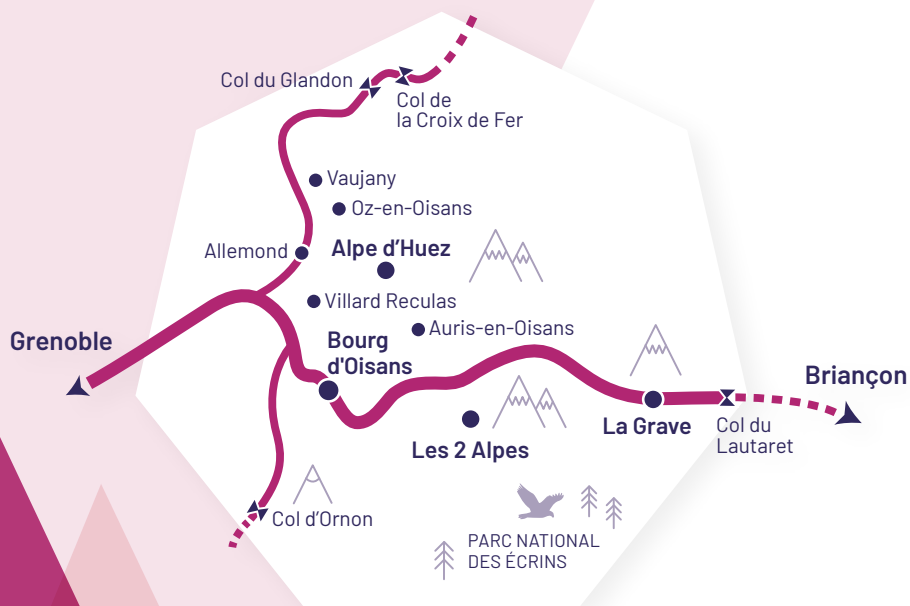 Col du Glandon
Col de
la Croix de Fer
Vaujany
Oz-en-Oisans
Allemond
Alpe d'Huez
Villard Reculas
Auris-en-Oisans
Grenoble
Bourg
d'Oisans
Briançon
La Grave
Col du
Lautaret
Les 2 Alpes
Col d'Ornon
PARC NATIONAL
DES ÉCRINS